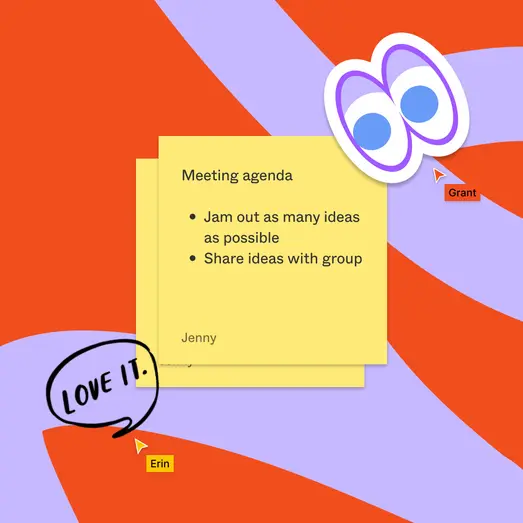 Meeting agenda
• Jam out as many ideas
as possible
• Share ideas with group
Jenny
Grant
LOVE IT.
Erin